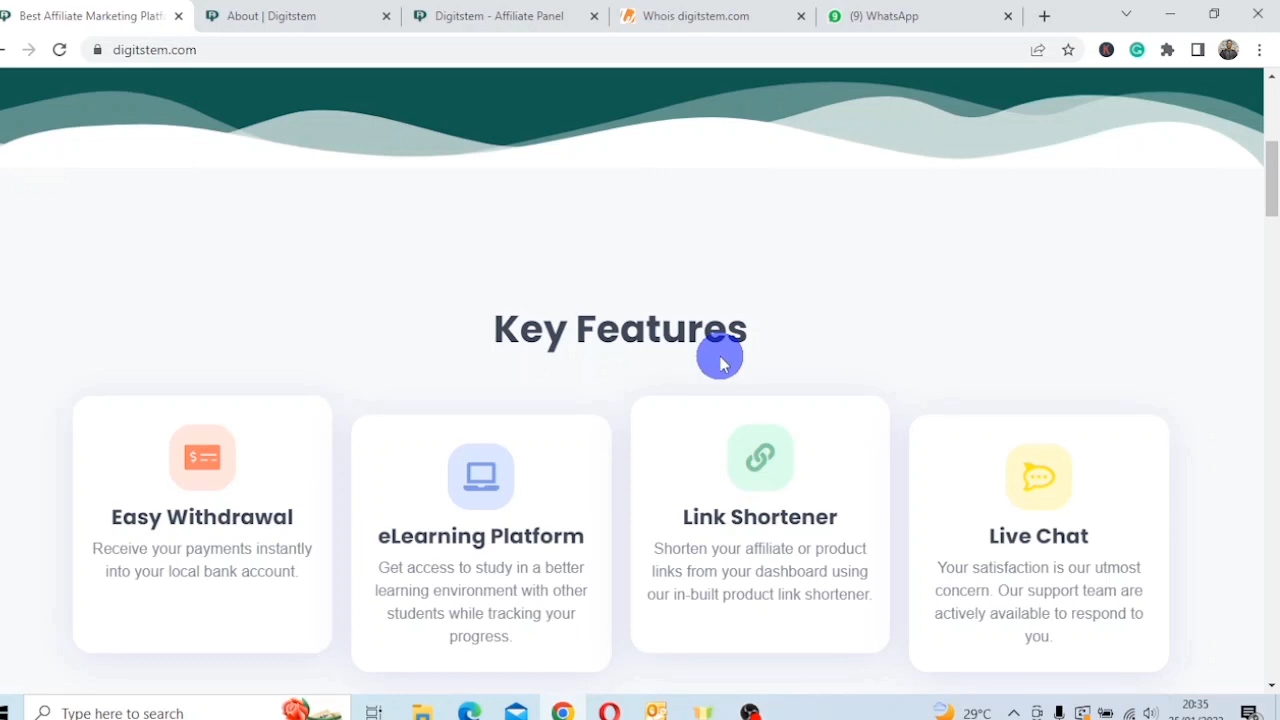 Best Affiliate Marketing Platf
About | Digitstem
Digitstem - Affiliate Panel
Whois digitstem.com
(9) WhatsApp
digitstem.com
Key Features
Easy Withdrawal
Receive your payments instantly
into your local bank account.
eLearning Platform
Get access to study in a better
learning environment with other
students while tracking your
progress.
Link Shortener
Shorten your affiliate or product
links from your dashboard using
our in-built product link shortener.
Live Chat
Your satisfaction is our utmost
concern. Our support team are
actively available to respond to
you.
Type here to search
29°C
20:35